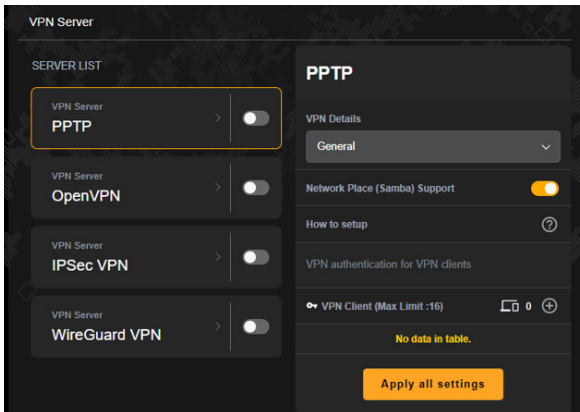 VPN Server
SERVER LIST
VPN Server
PPTP
VPN Server
OpenVPN
VPN Server
IPSec VPN
VPN Server
WireGuard VPN
PPTP
VPN Details
General
Network Place (Samba) Support
How to setup
VPN authentication for VPN clients
VPN Client (Max Limit :16) 0
No data in table.
Apply all settings